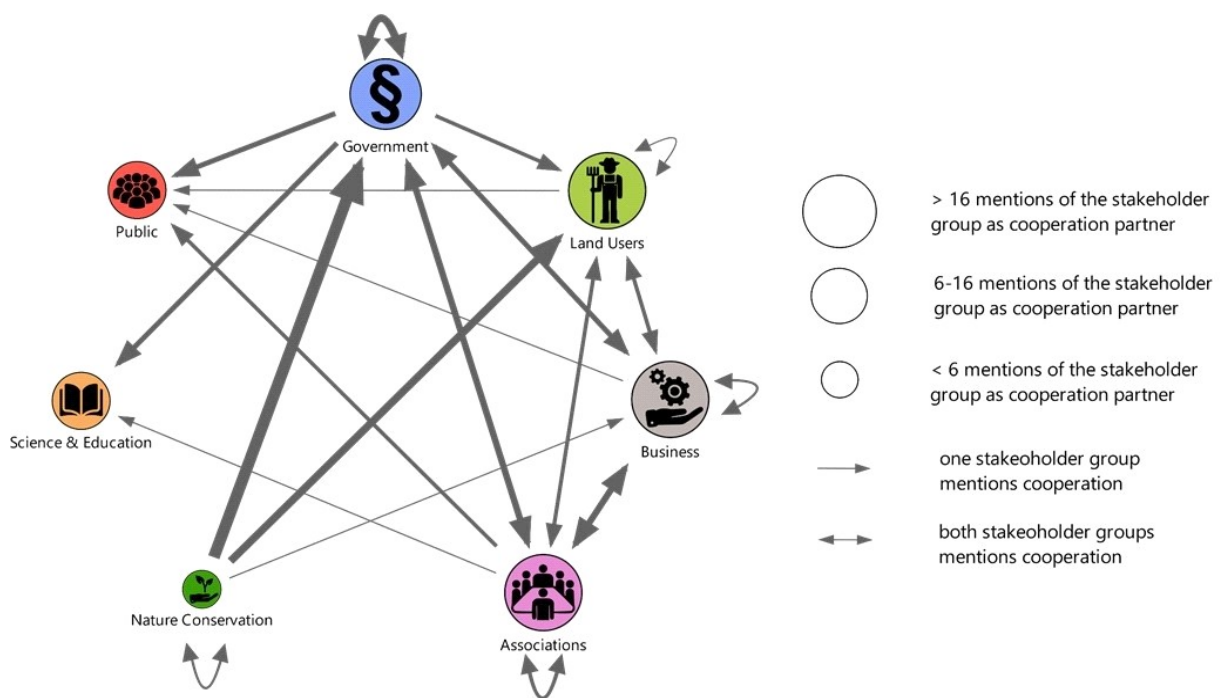 §
Government
Public
Land Users
Science & Education
Business
Nature Conservation
Associations
> 16 mentions of the stakeholder
group as cooperation partner
6-16 mentions of the stakeholder
group as cooperation partner
< 6 mentions of the stakeholder
group as cooperation partner
one stakeoholder group
mentions cooperation
both stakeoholder groups
mentions cooperation